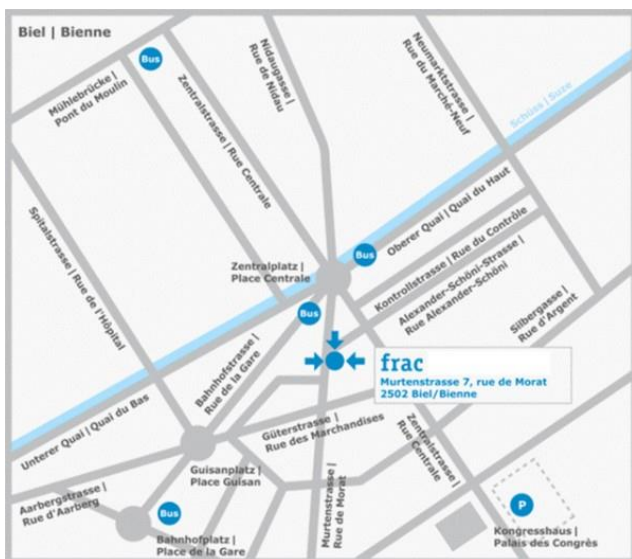 Biel | Bienne
Bus
Mühlebrücke |
Pont du Moulin
Zentralstrasse | Rue Centrale
Nidaugasse |
Rue de Nidau
Neumarktstrasse |
Rue du Marché-Neuf
Schüss | Suze
Spitalstrasse | Rue de l'Hôpital
Zentralplatz |
Place Centrale
Bus
Oberer Quai | Quai du Haut
Kontrollstrasse | Rue du Contrôle
Alexander-Schöni-Strasse |
Rue Alexander-Schöni
Silbergasse |
Rue d'Argent
Bus
Bahnhofstrasse |
Rue de la Gare
frac
Murtenstrasse 7, rue de Morat
2502 Biel/Bienne
Unterer Quai | Quai du Bas
Güterstrasse |
Rue des Marchandises
Zentralstrasse |
Rue Centrale
Guisanplatz |
Place Guisan
Murtenstrasse |
Rue de Morat
Aarbergstrasse |
Rue d'Aarberg
Bus
Bahnhofplatz |
Place de la Gare
P
Kongresshaus |
Palais des Congrès